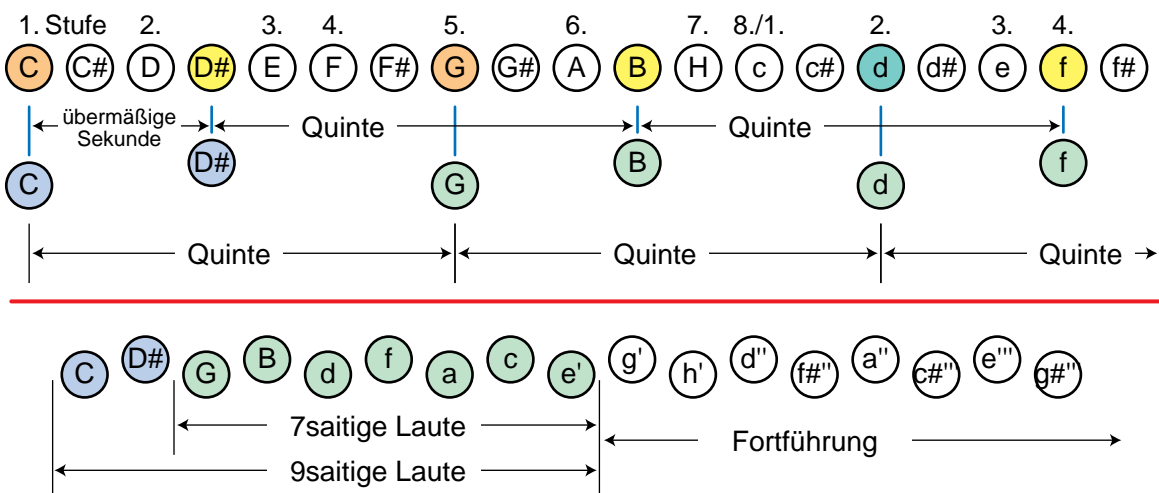 1. Stufe 2. 3. 4. 5. 6. 7. 8./1. 2. 3. 4.
C C# D D# E F F# G G# A B H c c# d d# e f f#
übermäßige
Sekunde
Quinte Quinte
D# B f
C G d
Quinte Quinte Quinte
C D# G B d f a c e' g' h' d'' f#'' a'' c#'' e''' g#''
7saitige Laute Fortführung
9saitige Laute